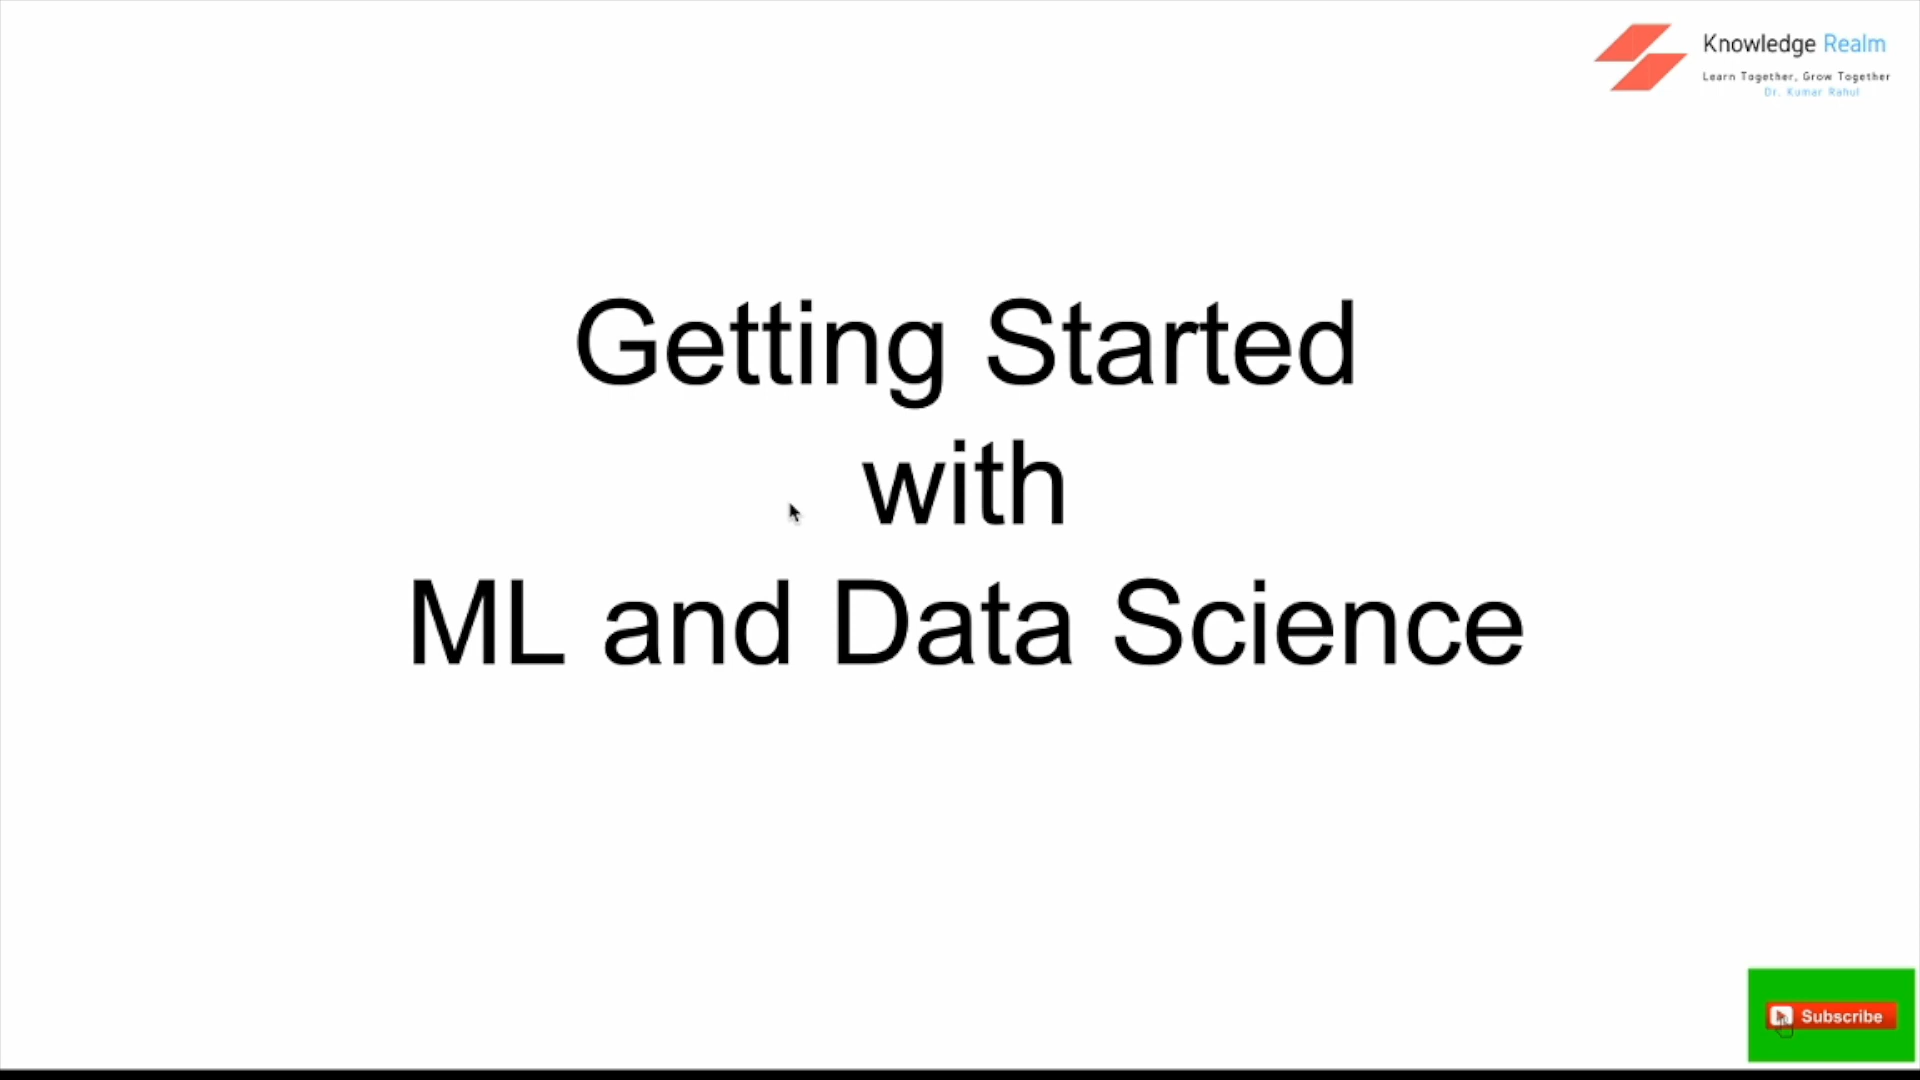 Knowledge Realm
Learn Together, Grow Together
Dr. Kumar Rahul
Getting Started
with
ML and Data Science
Subscribe